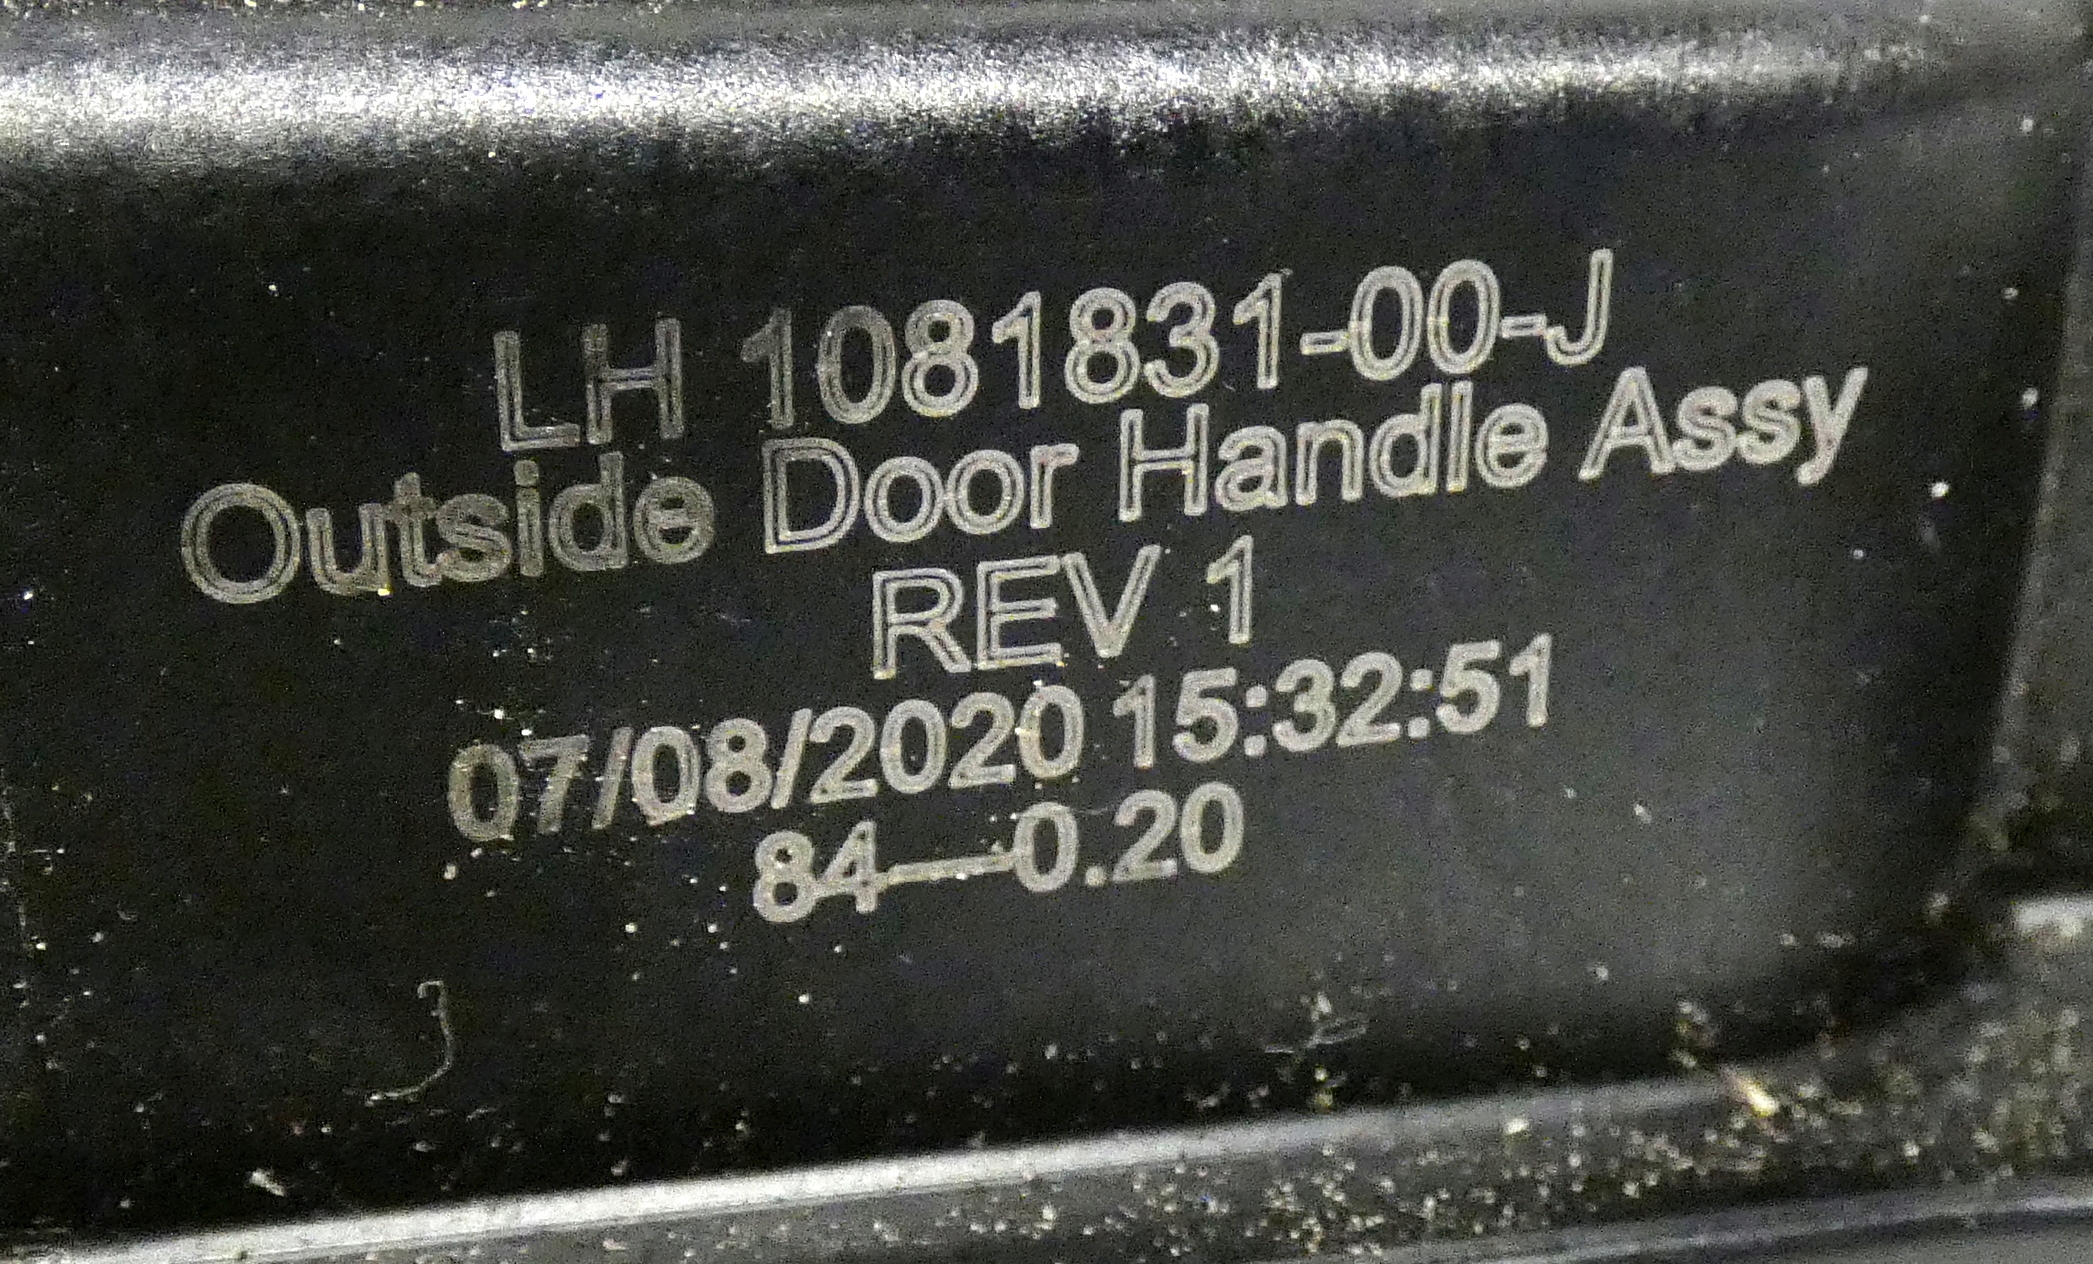 LH 1081831-00-J
Outside Door Handle Assy
REV 1
07/08/2020 15:32:51
84—0.20